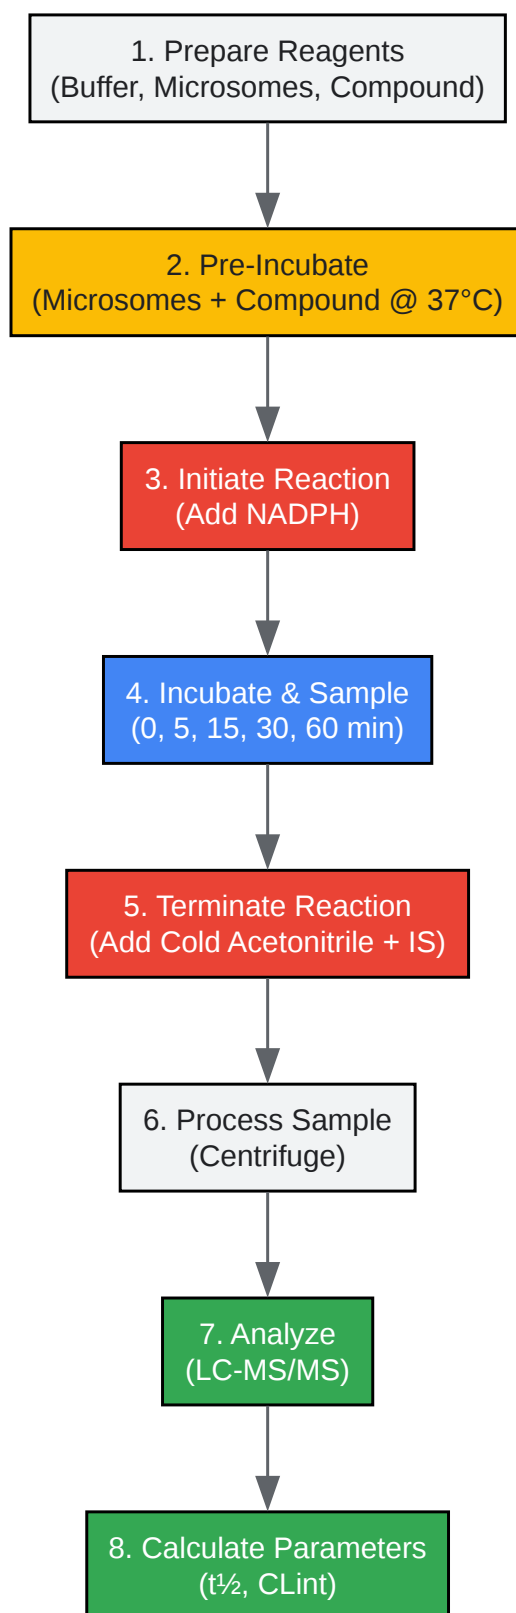 1. Prepare Reagents
(Buffer, Microsomes, Compound)
2. Pre-Incubate
(Microsomes + Compound @ 37°C)
3. Initiate Reaction
(Add NADPH)
4. Incubate & Sample
(0, 5, 15, 30, 60 min)
5. Terminate Reaction
(Add Cold Acetonitrile + IS)
6. Process Sample
(Centrifuge)
7. Analyze
(LC-MS/MS)
8. Calculate Parameters
(t½, CLint)